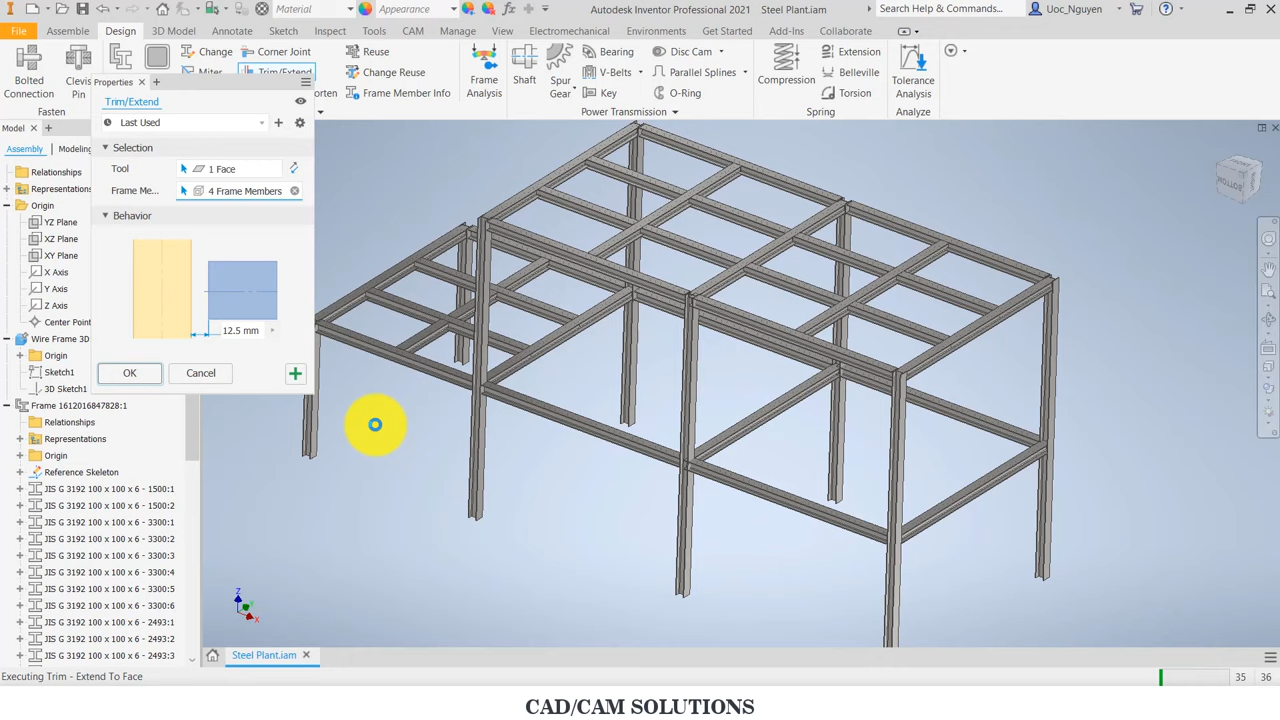 Material
Appearance
Autodesk Inventor Professional 2021 Steel Plant.iam
Search Help & Commands...
Uoc_Nguyen
File Assembly Design 3D Model Annotate Sketch Inspect Tools CAM Manage View Environments Get Started Add-Ins Collaborate Electromechanical
Change Corner Joint Reuse
Trim/Extend Change Reuse
Frame Member Info
Bolted Connection
Clevis Pin
Fasten
Frame Analysis
Shaft
Spur Gear
Bearing Disc Cam
V-Belts Parallel Splines
Key O-Ring
Power Transmission
Compression
Extension
Belleville
Torsion
Spring
Tolerance Analysis
Analyze
Properties
Trim/Extend
Last Used
Selection
Tool 1 Face
Frame Me... 4 Frame Members
Behavior
12.5 mm
OK Cancel
Model
Assembly Modeling
Relationships
Representations
Origin
YZ Plane
XZ Plane
XY Plane
X Axis
Y Axis
Z Axis
Center Point
Wire Frame 3D
Origin
Sketch1
3D Sketch1
Frame 1612016847828:1
Relationships
Representations
Origin
Reference Skeleton
JIS G 3192 100 x 100 x 6 - 1500:1
JIS G 3192 100 x 100 x 6 - 1500:2
JIS G 3192 100 x 100 x 6 - 3300:2
JIS G 3192 100 x 100 x 6 - 3300:3
JIS G 3192 100 x 100 x 6 - 3300:4
JIS G 3192 100 x 100 x 6 - 3300:5
JIS G 3192 100 x 100 x 6 - 3300:6
JIS G 3192 100 x 100 x 6 - 2493:1
JIS G 3192 100 x 100 x 6 - 2493:2
JIS G 3192 100 x 100 x 6 - 2493:3
BOTTOM
Z
Y
X
Steel Plant.iam
Executing Trim - Extend To Face
35 36
CAD/CAM SOLUTIONS